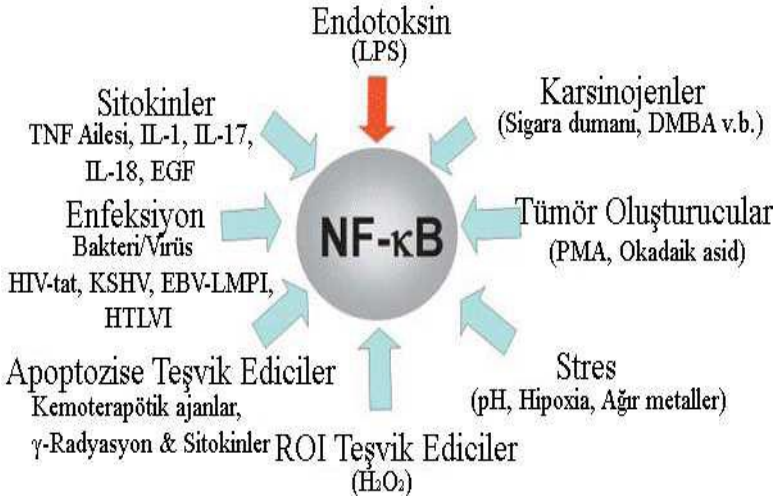 Endotoksin
(LPS)
Sitokinler
TNF Ailesi, IL-1, IL-17,
IL-18, EGF
Karsinojenler
(Sigara dumanı, DMBA v.b.)
Enfeksiyon
Bakteri/Virüs
HIV-tat, KSHV, EBV-LMPI,
HTLVI
NF-κB
Tümör Oluşturucular
(PMA, Okadaik asid)
Apoptozise Teşvik Ediciler
Kemoterapötik ajanlar,
γ-Radyasyon & Sitokinler
Stres
(pH, Hipoxia, Ağır metaller)
ROI Teşvik Ediciler
(H₂O₂)